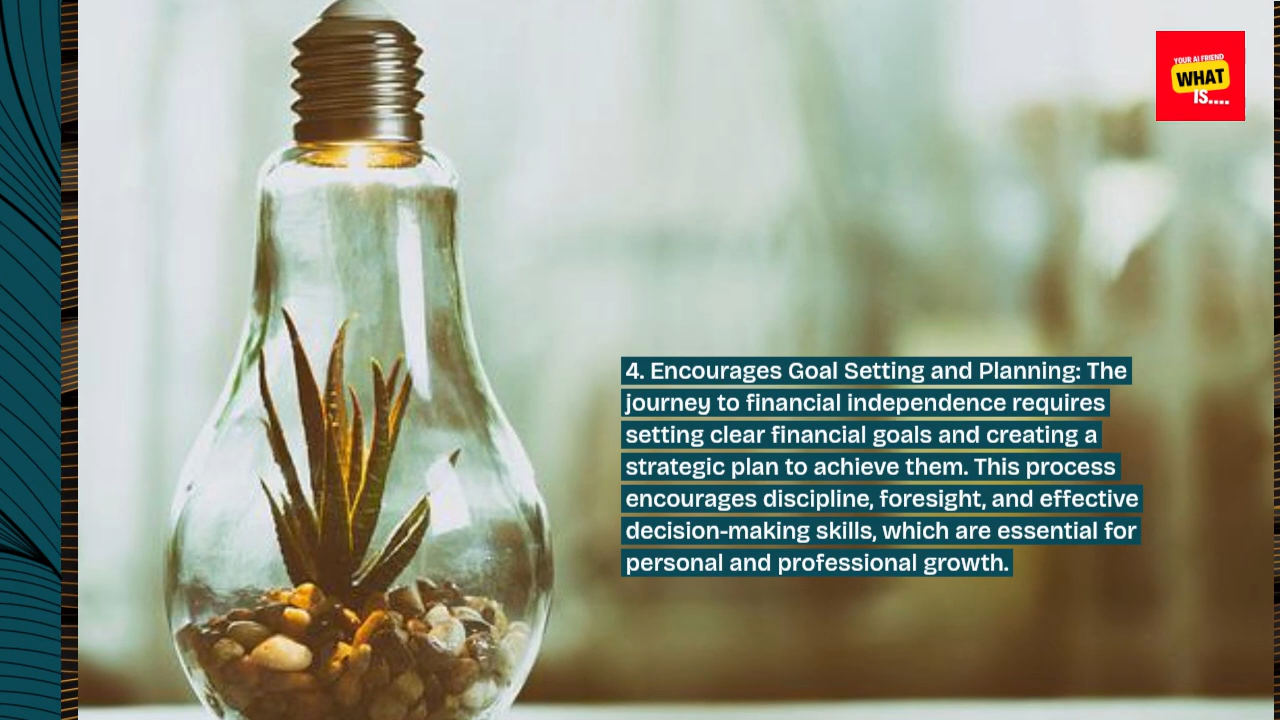 YOUR AI FRIEND
WHAT
IS....
4. Encourages Goal Setting and Planning: The
journey to financial independence requires
setting clear financial goals and creating a
strategic plan to achieve them. This process
encourages discipline, foresight, and effective
decision-making skills, which are essential for
personal and professional growth.